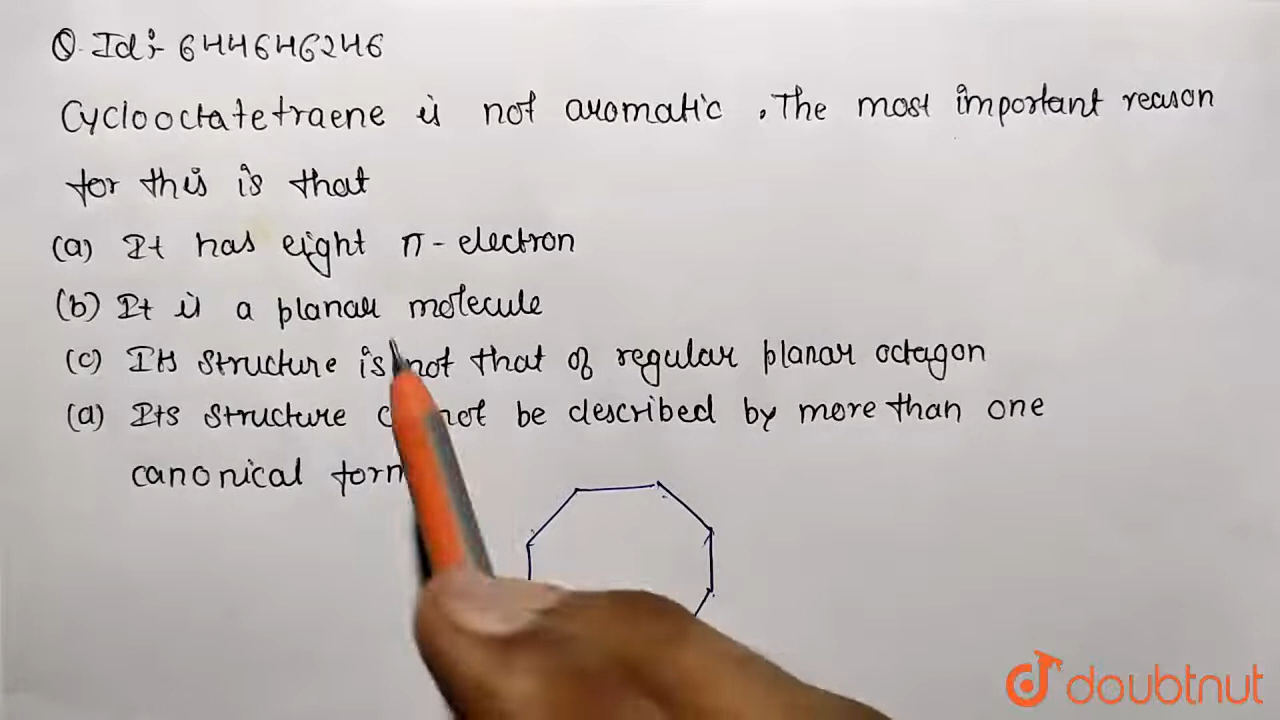 Q. Id:- 644646246
Cyclooctatetraene is not aromatic . The most important reason
for this is that
(a) It has eight π- electron
(b) It is a planar molecule
(c) Its structure is not that of regular planar octagon
(d) Its structure not be described by more than one
canonical
doubtnut